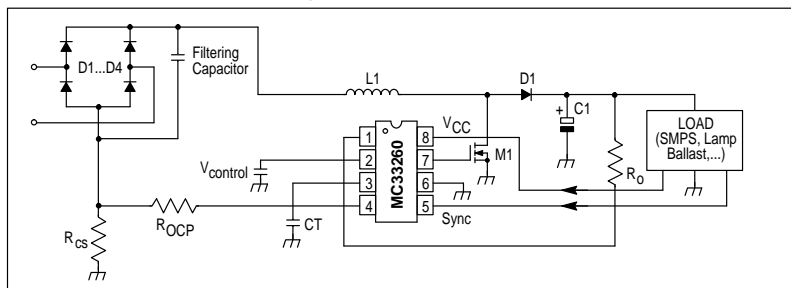 D1...D4
Filtering
Capacitor
L1
D1
+
C1
LOAD
(SMPS, Lamp
Ballast,...)
VCC
M1
Ro
Vcontrol
1
2
3
4
MC33260
8
7
6
5
Sync
CT
ROCP
Rcs